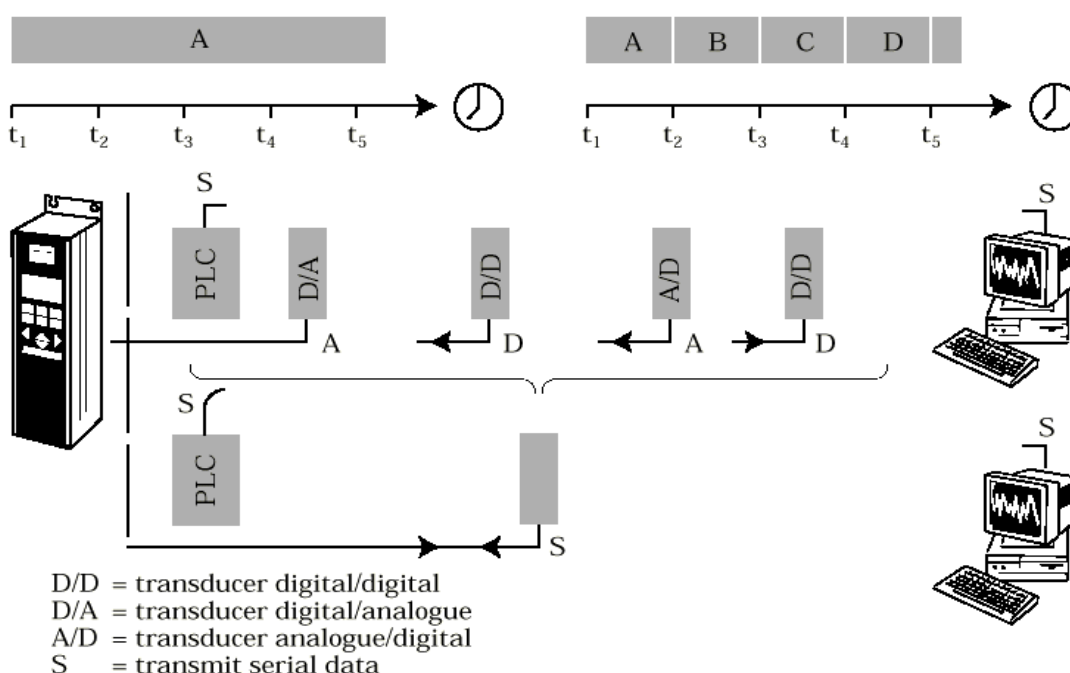 A
A B C D
t1 t2 t3 t4 t5
t1 t2 t3 t4 t5
S
S
PLC
D/A
D/D
A/D
D/D
A
D
A
D
S
PLC
S
S
D/D = transducer digital/digital
D/A = transducer digital/analogue
A/D = transducer analogue/digital
S = transmit serial data